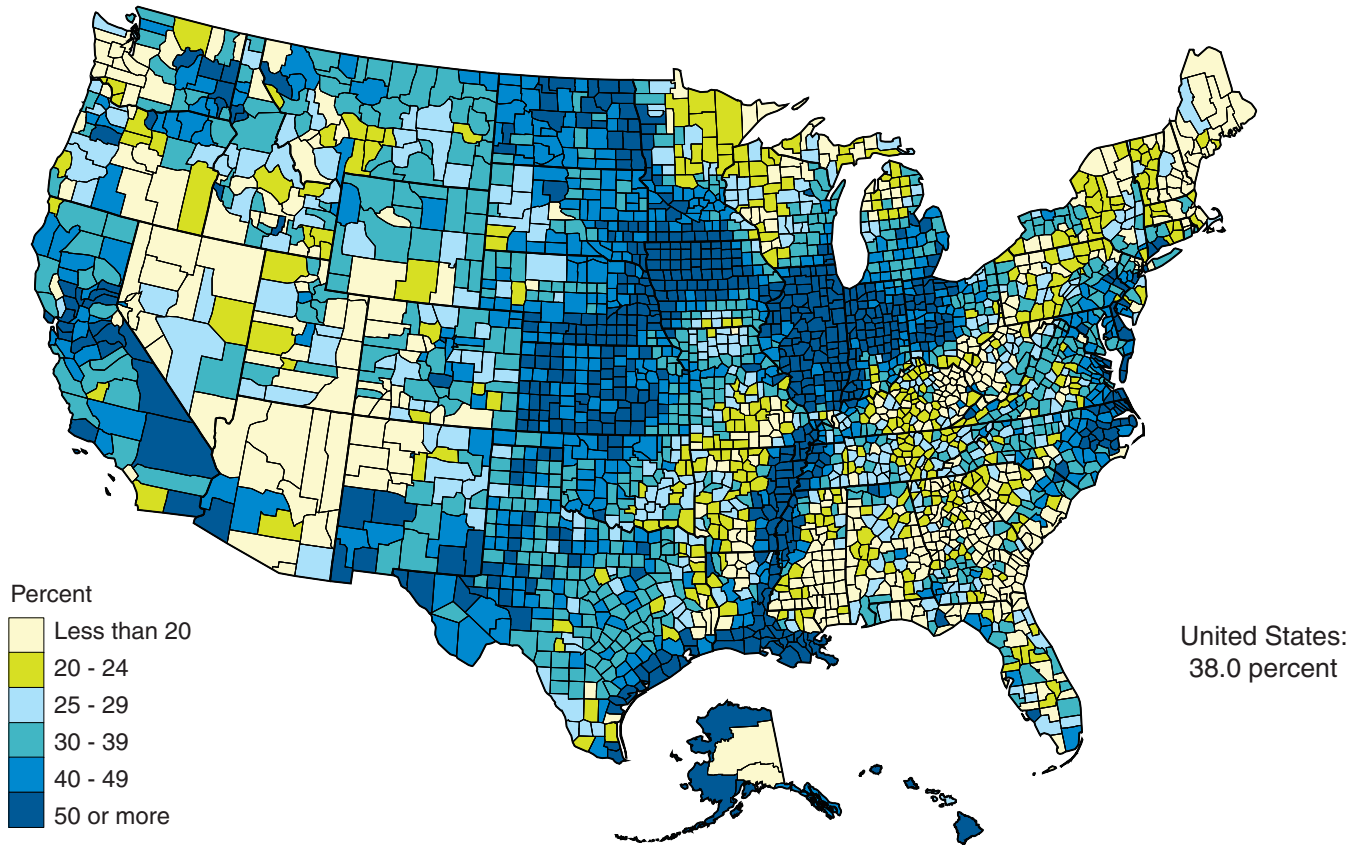 Percent
Less than 20
20 - 24
25 - 29
30 - 39
40 - 49
50 or more
United States:
38.0 percent